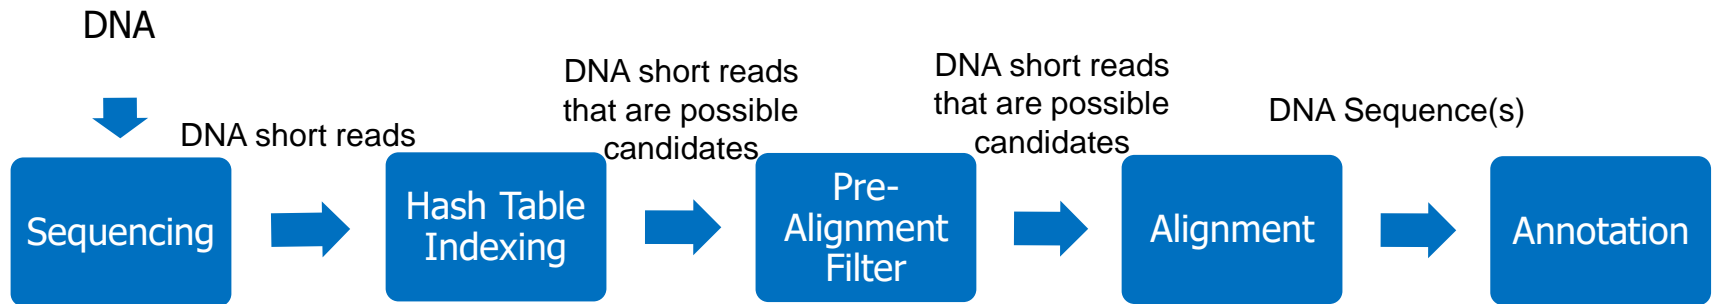 DNA
DNA short reads
DNA short reads
that are possible
candidates
DNA short reads
that are possible
candidates
DNA Sequence(s)
Sequencing
Hash Table
Indexing
Pre-
Alignment
Filter
Alignment
Annotation